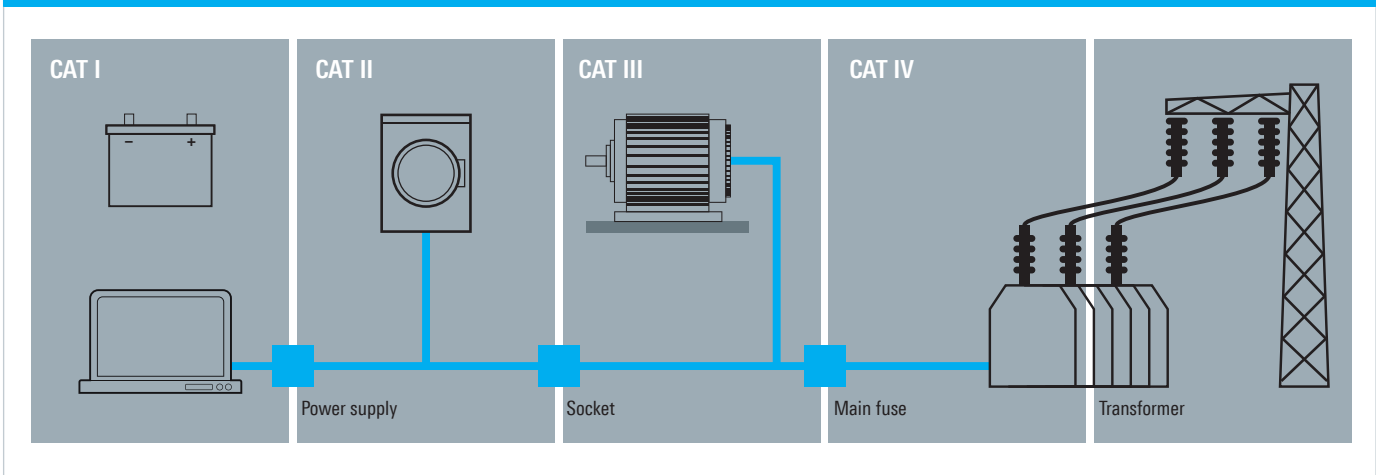 CAT I
CAT II
CAT III
CAT IV
– +
Power supply
Socket
Main fuse
Transformer